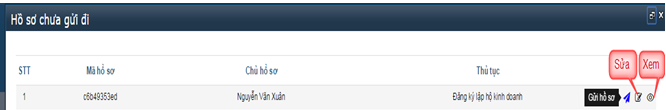 Hồ sơ chưa gửi đi
Sửa Xem
STT Mã hồ sơ Chủ hồ sơ Thủ tục
1 c6b49353ed Nguyễn Văn Xuân Đăng ký lập hộ kinh doanh Gửi hồ sơ